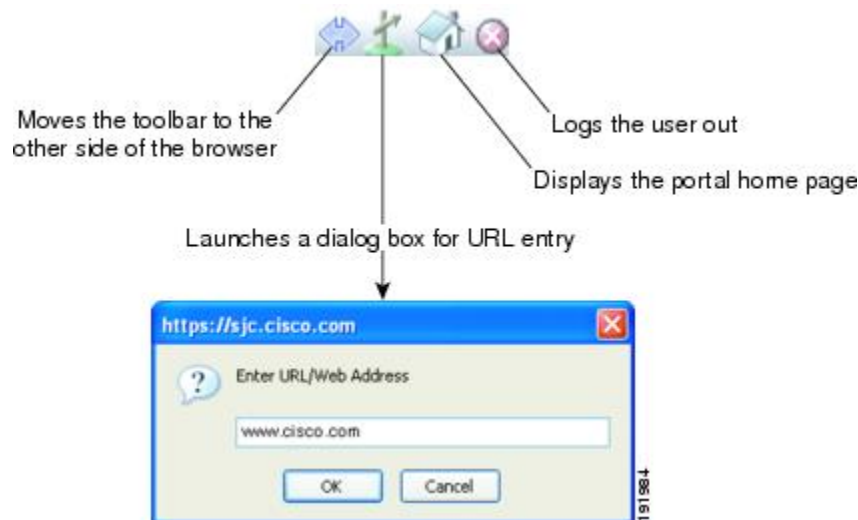 Moves the toolbar to the
other side of the browser
Logs the user out
Displays the portal home page
Launches a dialog box for URL entry
https://sjc.cisco.com
?
Enter URL/Web Address
www.cisco.com
OK
Cancel
191984